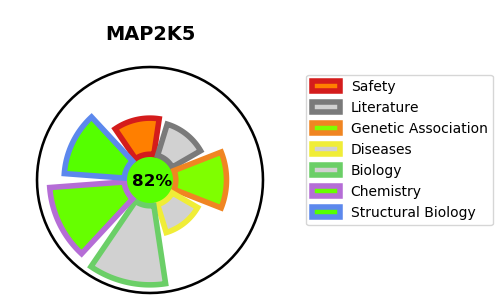 MAP2K5
82%
Safety
Literature
Genetic Association
Diseases
Biology
Chemistry
Structural Biology